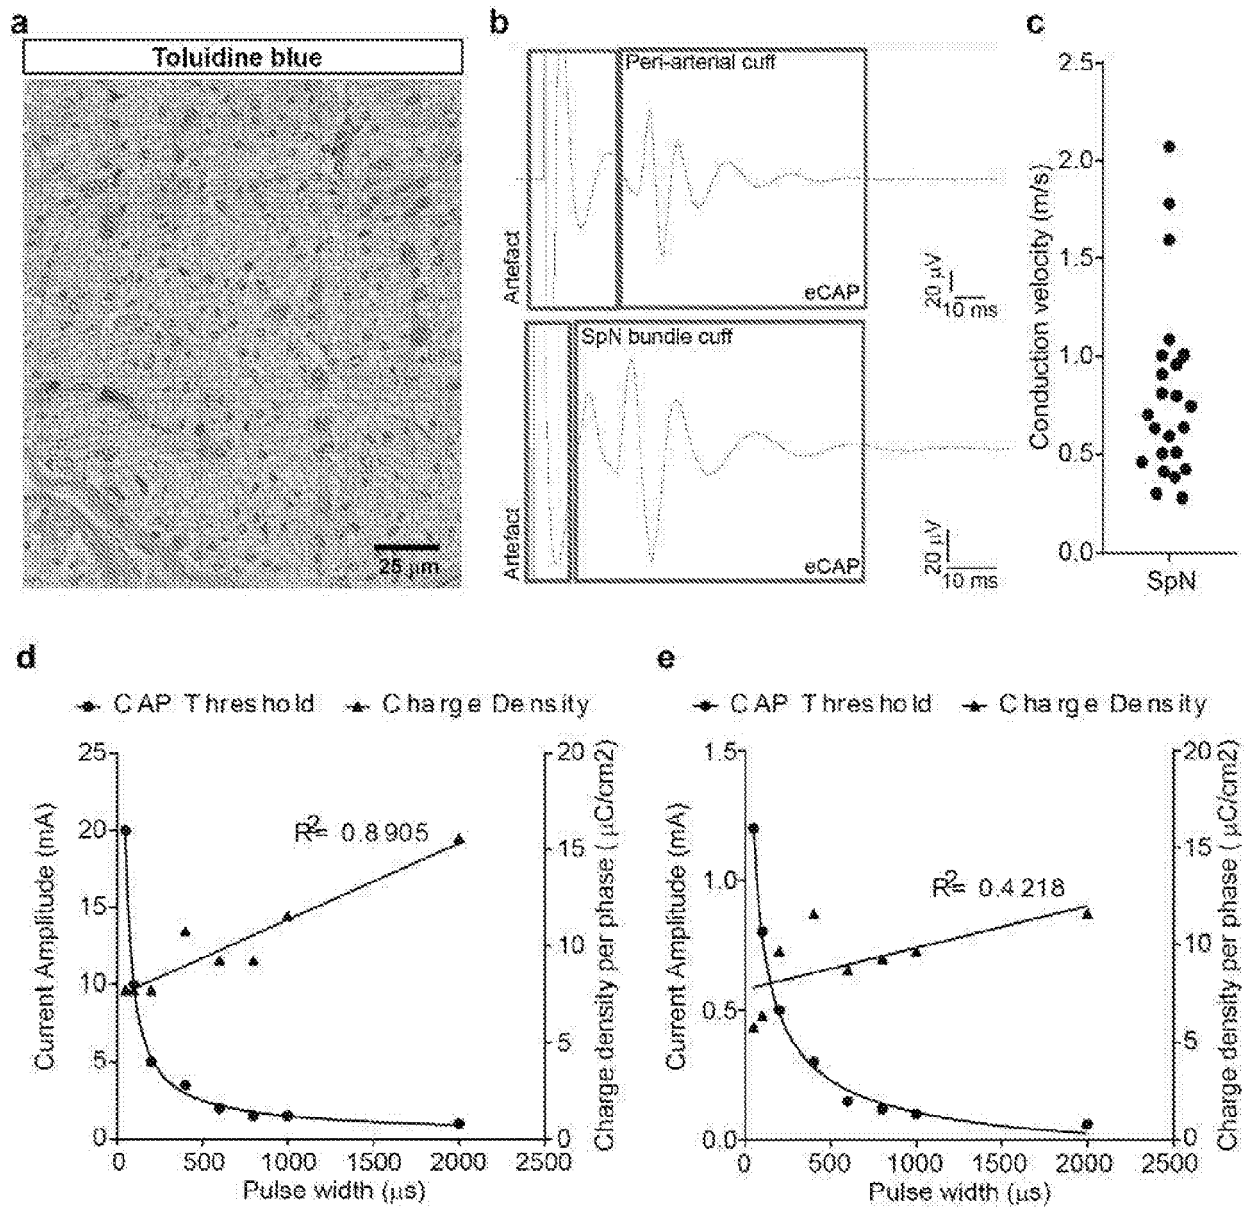 a
Toluidine blue
25 μm
b
Peri-arterial cuff
Artefact
eCAP
20 μV
10 ms
SpN bundle cuff
Artefact
eCAP
20 μV
10 ms
c
Conduction velocity (m/s)
2.5
2.0
1.5
1.0
0.5
0.0
SpN
d
CAP Threshold Charge Density
Current Amplitude (mA)
25
20
15
10
5
0
R²= 0.8905
20
15
10
5
0
Charge density per phase ( μC/cm2)
0 500 1000 1500 2000 2500
Pulse width (μs)
e
CAP Threshold Charge Density
Current Amplitude (mA)
1.5
1.0
0.5
0.0
R²= 0.4218
20
15
10
5
0
Charge density per phase ( μC/cm2)
0 500 1000 1500 2000 2500
Pulse width (μs)